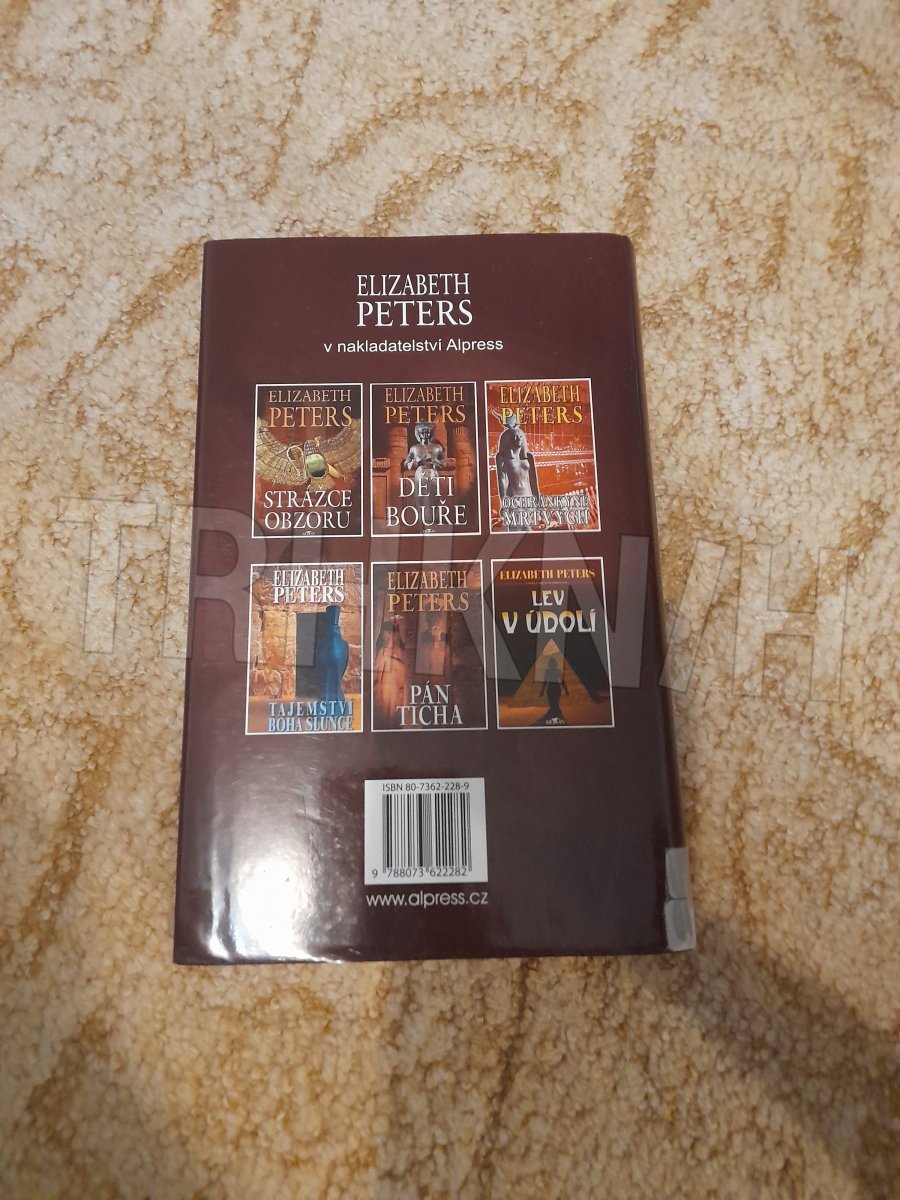 ELIZABETH
PETERS
v nakladatelství Alpress
ELIZABETH
PETERS
STRÁŽCE
OBZORU
ELIZABETH
PETERS
DĚTI
BOUŘE
ELIZABETH
PETERS
OCHRÁNKYNĚ
MRTVÝCH
ELIZABETH
PETERS
TAJEMSTVÍ
BOHA SLUNCE
ELIZABETH
PETERS
PÁN
TICHA
ELIZABETH PETERS
LEV
V ÚDOLÍ
ISBN 80-7362-228-9
9 788073 622282
www.alpress.cz
TRHKNIH